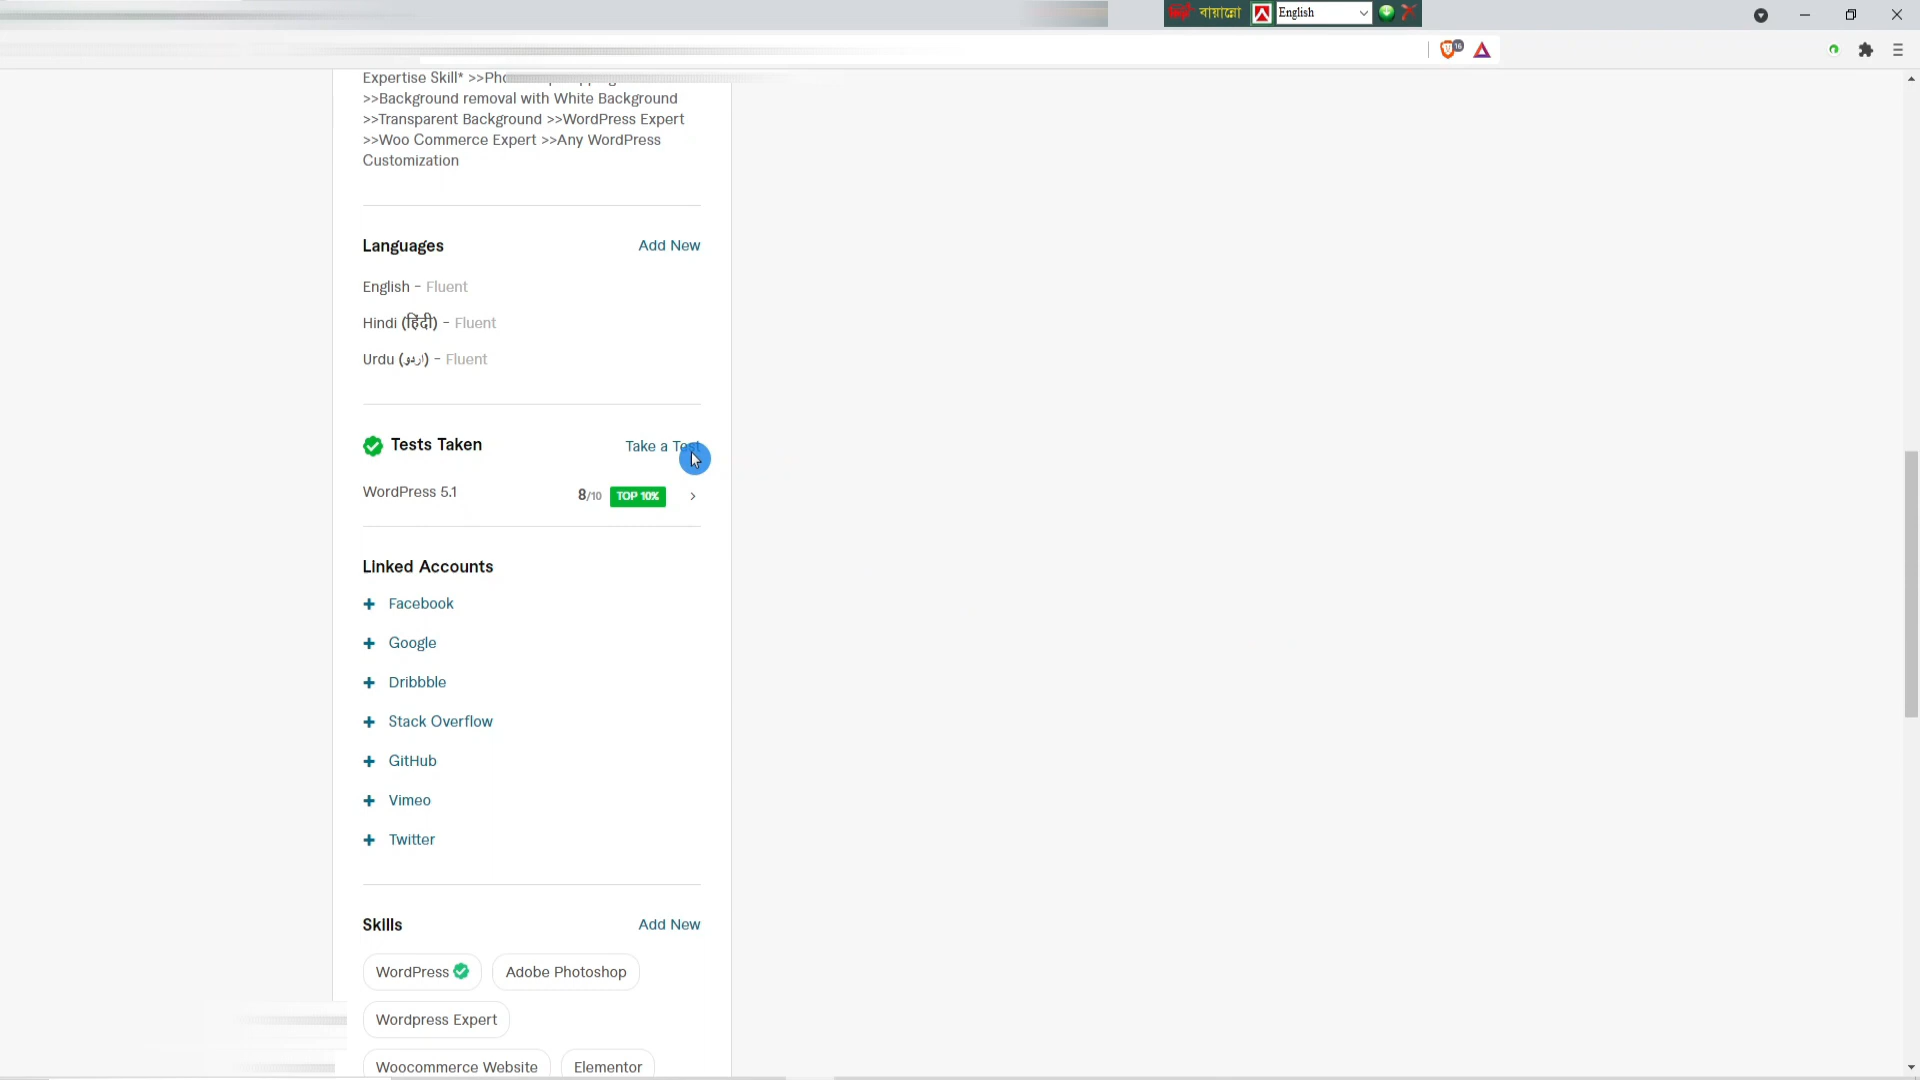 বায়ান্নো
English
16
Expertise Skill*
>>Background removal with White Background
>>Transparent Background >>WordPress Expert
>>Woo Commerce Expert >>Any WordPress
Customization
Languages
Add New
English - Fluent
Hindi (हिंदी) - Fluent
Urdu (اردو) - Fluent
Tests Taken
Take a Test
WordPress 5.1
8/10 TOP 10%
Linked Accounts
Facebook
Google
Dribbble
Stack Overflow
GitHub
Vimeo
Twitter
Skills
Add New
WordPress
Adobe Photoshop
Wordpress Expert
Woocommerce Website
Elementor